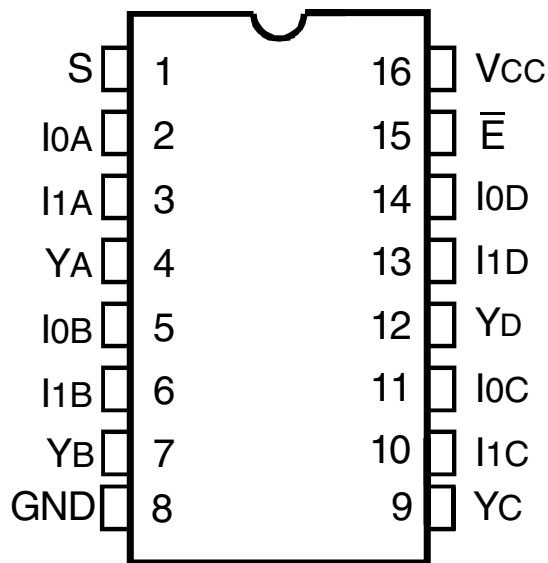 S 1 16 VCC
I0A 2 15 E̅
I1A 3 14 I0D
YA 4 13 I1D
I0B 5 12 YD
I1B 6 11 I0C
YB 7 10 I1C
GND 8 9 YC